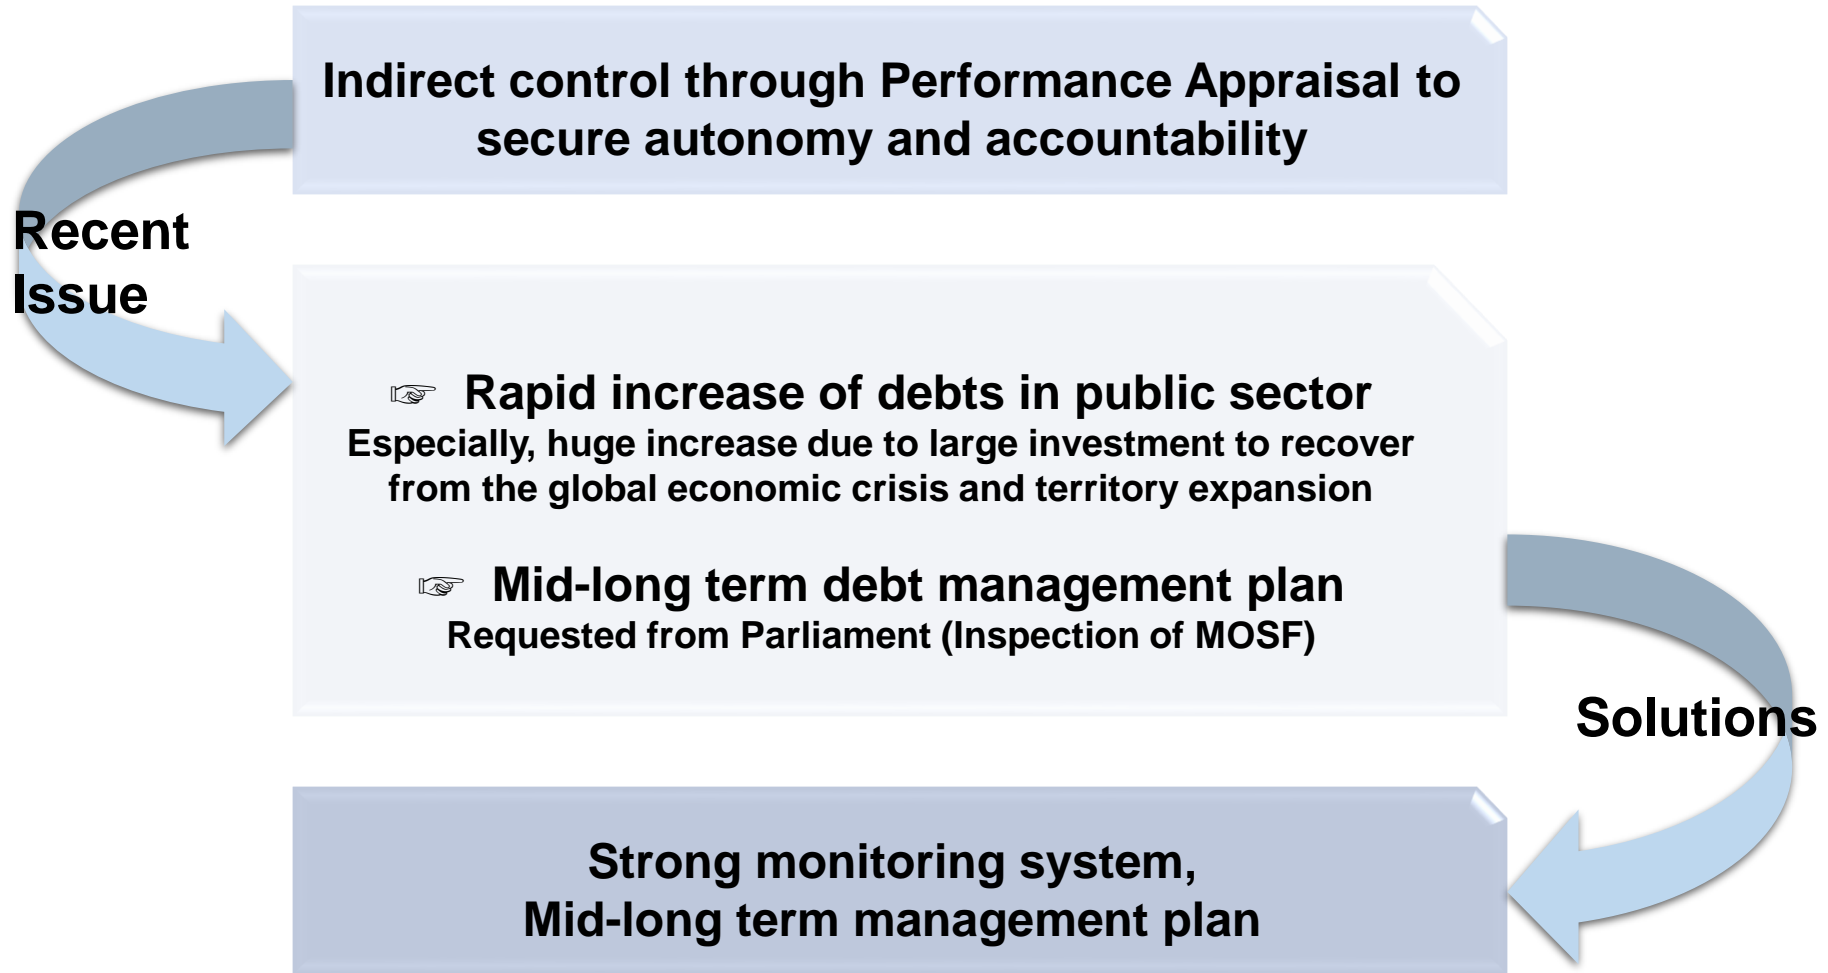 Indirect control through Performance Appraisal to
secure autonomy and accountability
Recent
Issue
☞ Rapid increase of debts in public sector
Especially, huge increase due to large investment to recover
from the global economic crisis and territory expansion
☞ Mid-long term debt management plan
Requested from Parliament (Inspection of MOSF)
Solutions
Strong monitoring system,
Mid-long term management plan